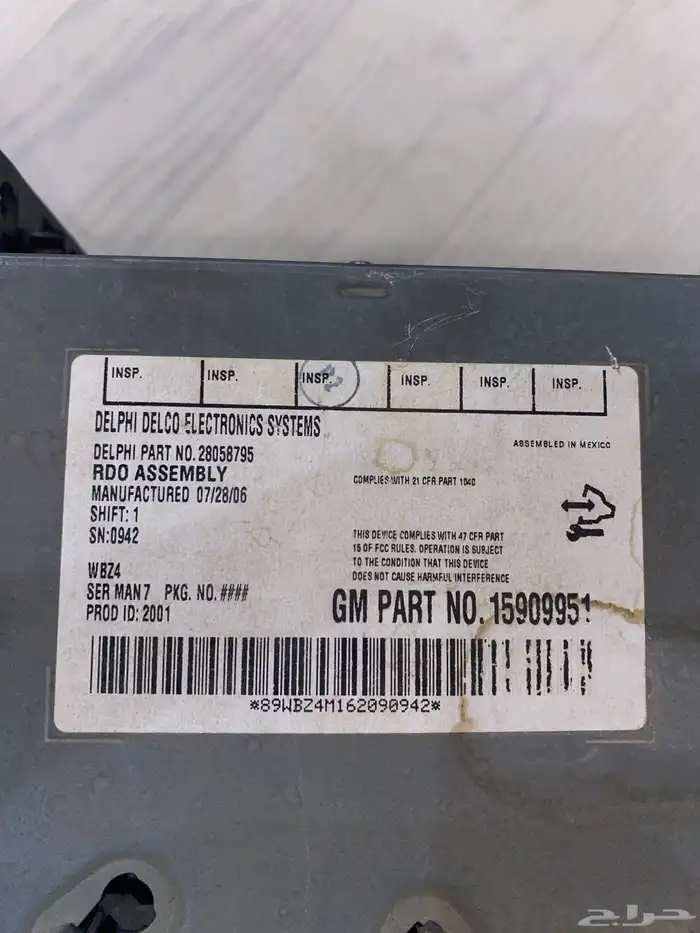 INSP. INSP. INSP. INSP. INSP. INSP.
DELPHI DELCO ELECTRONICS SYSTEMS
ASSEMBLED IN MEXICO
DELPHI PART NO. 28058795
RDO ASSEMBLY
MANUFACTURED 07/28/06
SHIFT: 1
SN:0942
COMPLIES WITH 21 CFR PART 1040
THIS DEVICE COMPLIES WITH 47 CFR PART
15 OF FCC RULES. OPERATION IS SUBJECT
TO THE CONDITION THAT THIS DEVICE
DOES NOT CAUSE HARMFUL INTERFERENCE
WBZ4
SER MAN 7 PKG. NO. ####
PROD ID: 2001
GM PART NO. 15909951
*89WBZ4M162090942*
حراج